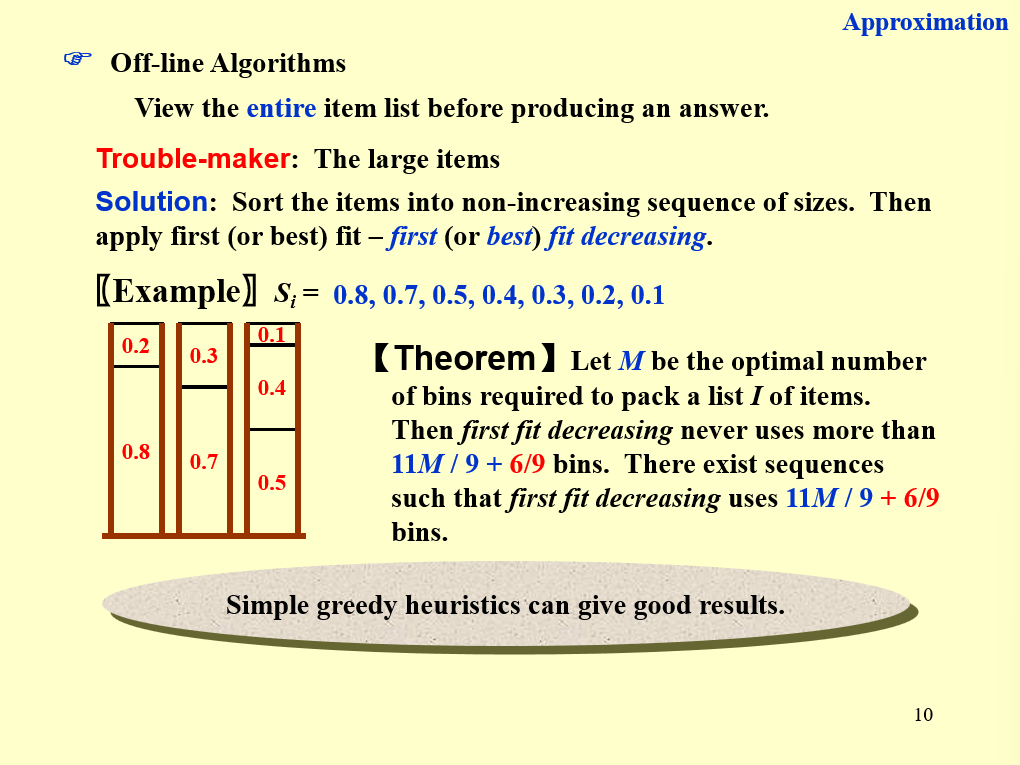 Approximation
☞ Off-line Algorithms
View the entire item list before producing an answer.
Trouble-maker: The large items
Solution: Sort the items into non-increasing sequence of sizes. Then
apply first (or best) fit – first (or best) fit decreasing.
〖Example〗 Si = 0.8, 0.7, 0.5, 0.4, 0.3, 0.2, 0.1
0.2
0.8
0.3
0.7
0.1
0.4
0.5
【Theorem】Let M be the optimal number
of bins required to pack a list I of items.
Then first fit decreasing never uses more than
11M / 9 + 6/9 bins. There exist sequences
such that first fit decreasing uses 11M / 9 + 6/9
bins.
Simple greedy heuristics can give good results.
10